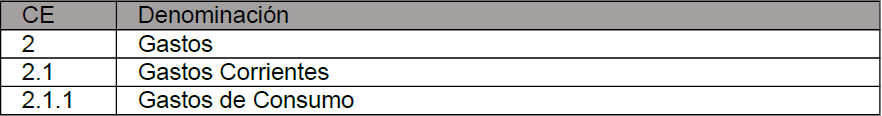 CE Denominación
2 Gastos
2.1 Gastos Corrientes
2.1.1 Gastos de Consumo